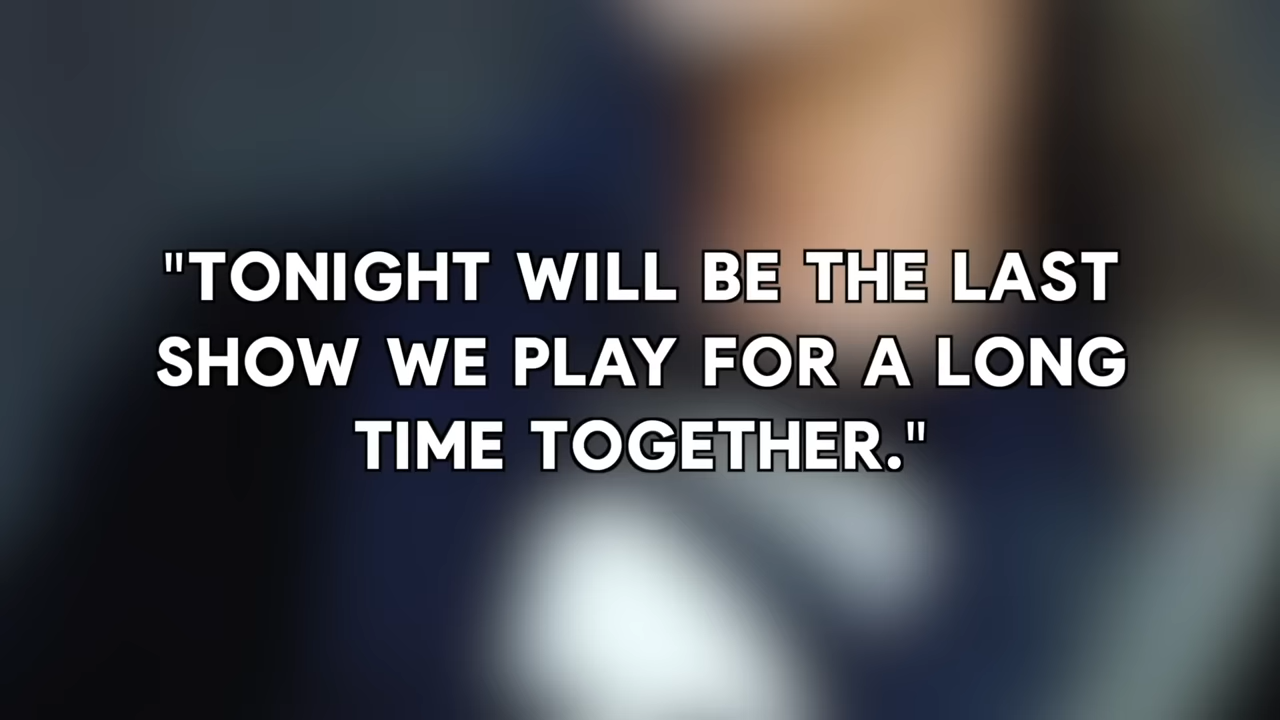 "TONIGHT WILL BE THE LAST
SHOW WE PLAY FOR A LONG
TIME TOGETHER."